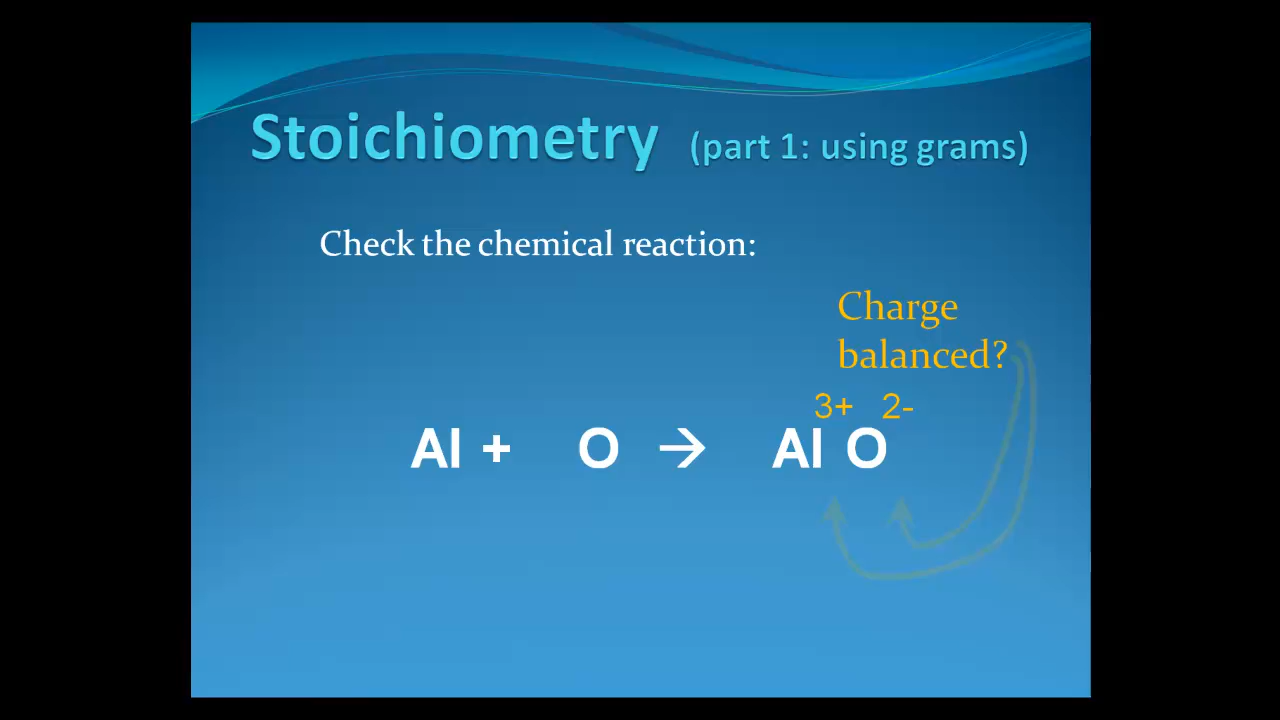 Stoichiometry (part 1: using grams)
Check the chemical reaction:
Charge
balanced?
3+ 2-
Al + O → Al O